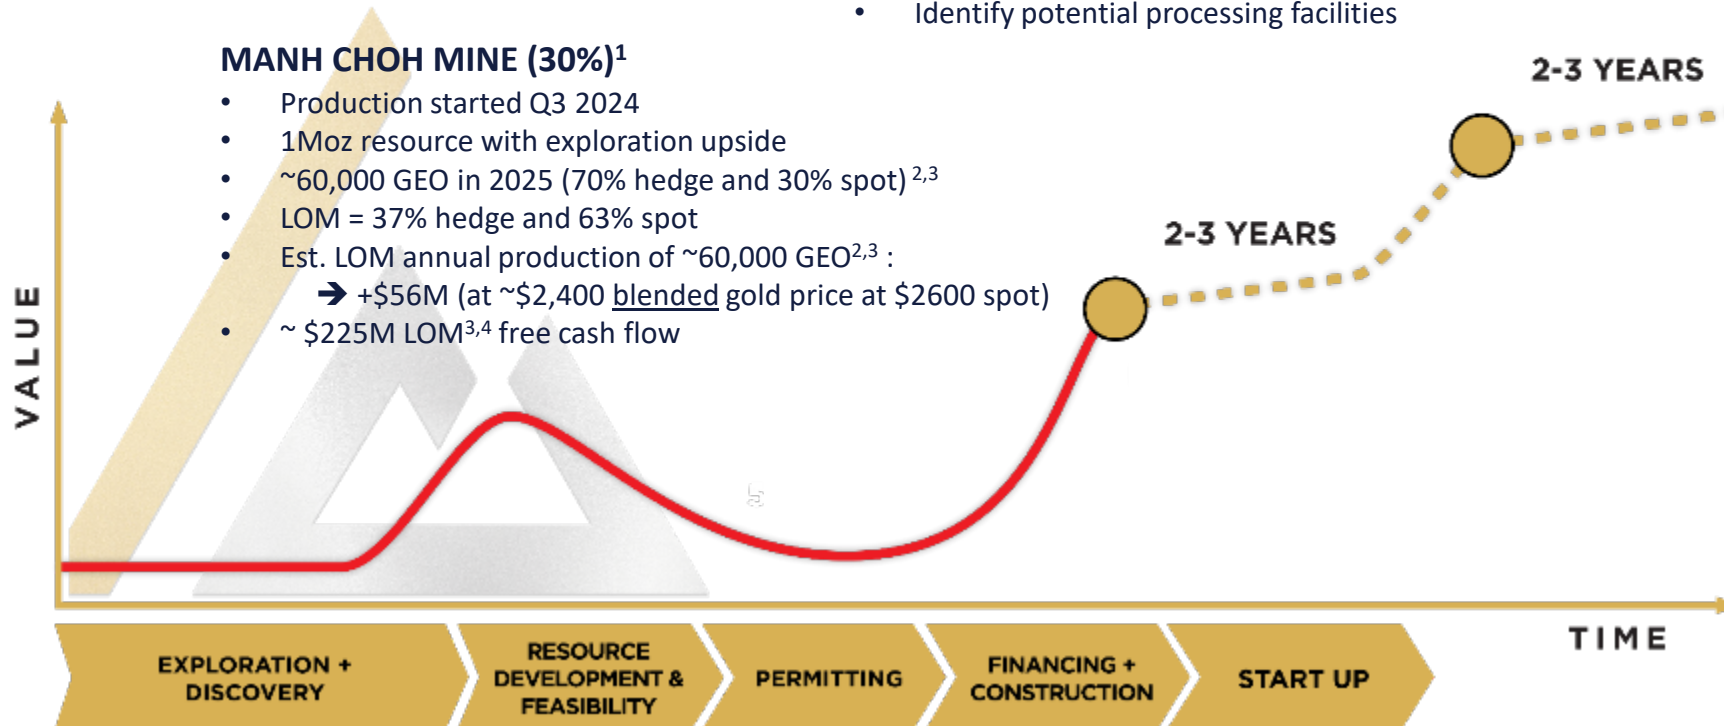 • Identify potential processing facilities
MANH CHOH MINE (30%)¹
• Production started Q3 2024
• 1Moz resource with exploration upside
• ~60,000 GEO in 2025 (70% hedge and 30% spot) ²,³
• LOM = 37% hedge and 63% spot
• Est. LOM annual production of ~60,000 GEO²,³ :
➔ +$56M (at ~$2,400 blended gold price at $2600 spot)
• ~ $225M LOM³,⁴ free cash flow
2-3 YEARS
2-3 YEARS
VALUE
TIME
EXPLORATION +
DISCOVERY
RESOURCE
DEVELOPMENT &
FEASIBILITY
PERMITTING
FINANCING +
CONSTRUCTION
START UP